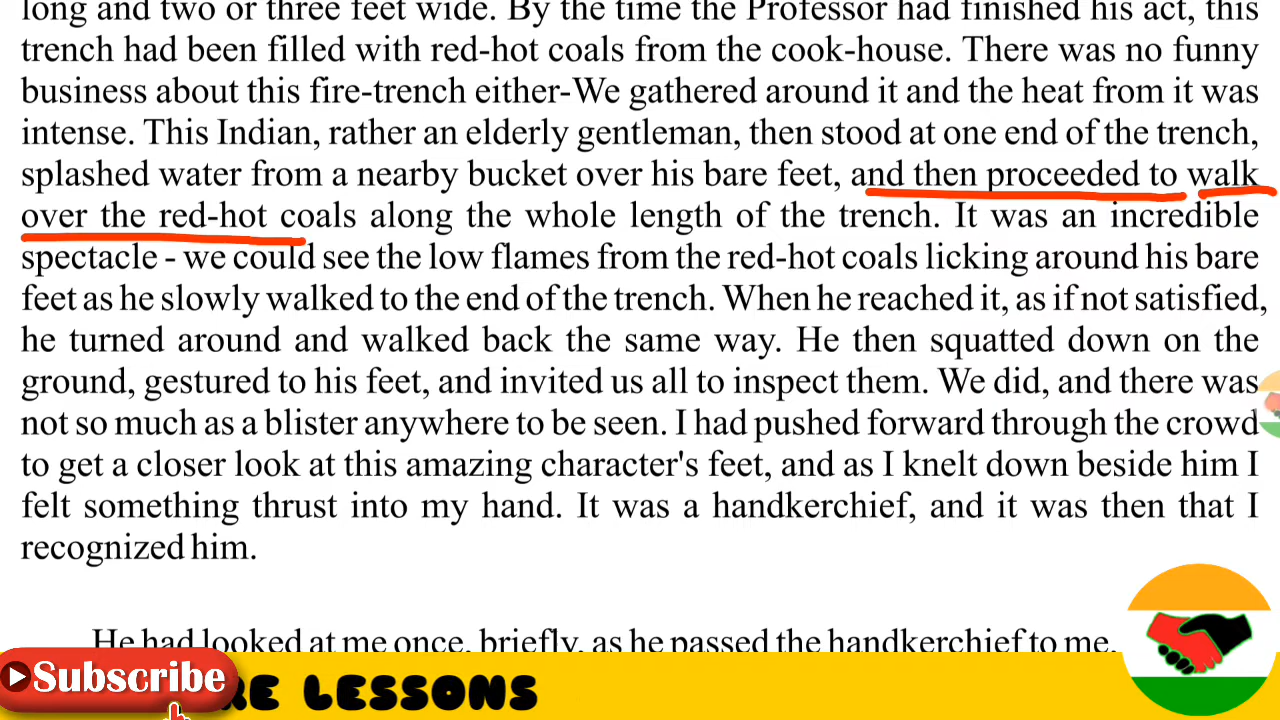 long and two or three feet wide. By the time the Professor had finished his act, this
trench had been filled with red-hot coals from the cook-house. There was no funny
business about this fire-trench either-We gathered around it and the heat from it was
intense. This Indian, rather an elderly gentleman, then stood at one end of the trench,
splashed water from a nearby bucket over his bare feet, and then proceeded to walk
over the red-hot coals along the whole length of the trench. It was an incredible
spectacle - we could see the low flames from the red-hot coals licking around his bare
feet as he slowly walked to the end of the trench. When he reached it, as if not satisfied,
he turned around and walked back the same way. He then squatted down on the
ground, gestured to his feet, and invited us all to inspect them. We did, and there was
not so much as a blister anywhere to be seen. I had pushed forward through the crowd
to get a closer look at this amazing character's feet, and as I knelt down beside him I
felt something thrust into my hand. It was a handkerchief, and it was then that I
recognized him.
He had looked at me once, briefly, as he passed the handkerchief to me.
Subscribe
RE LESSONS